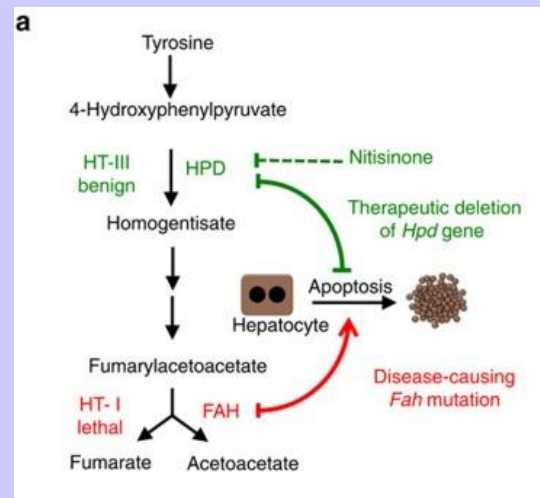 a
Tyrosine
4-Hydroxyphenylpyruvate
HT-III
benign
HPD
Nitisinone
Therapeutic deletion
of Hpd gene
Homogentisate
Apoptosis
Hepatocyte
Fumarylacetoacetate
HT- I
lethal
FAH
Disease-causing
Fah mutation
Fumarate
Acetoacetate